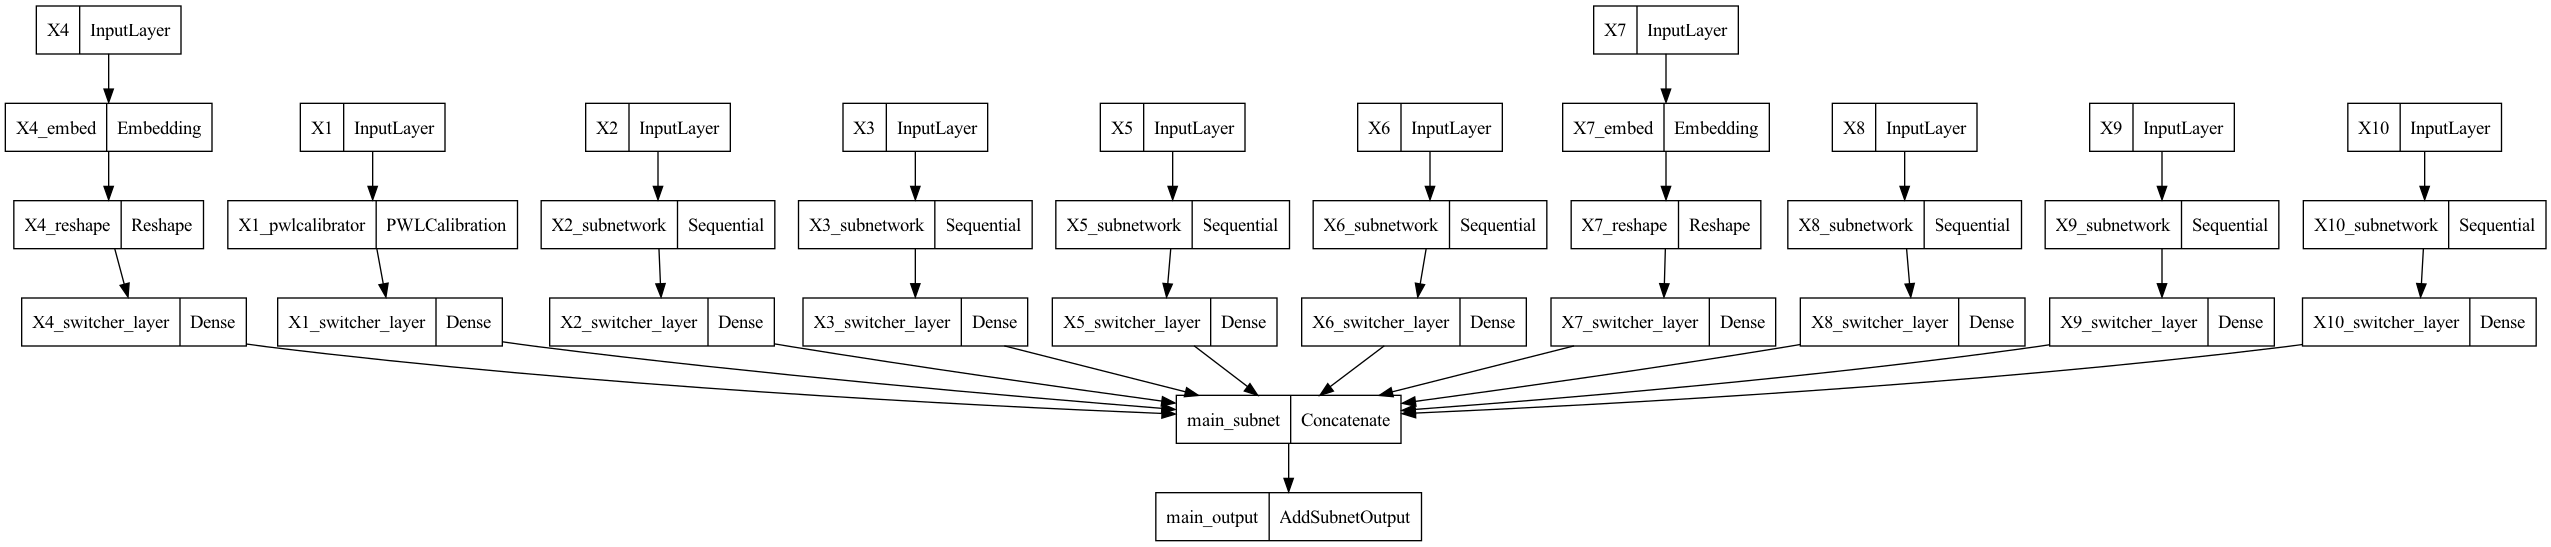 X4 InputLayer
X7 InputLayer
X4_embed Embedding
X1 InputLayer
X2 InputLayer
X3 InputLayer
X5 InputLayer
X6 InputLayer
X7_embed Embedding
X8 InputLayer
X9 InputLayer
X10 InputLayer
X4_reshape Reshape
X1_pwlcalibrator PWLCalibration
X2_subnetwork Sequential
X3_subnetwork Sequential
X5_subnetwork Sequential
X6_subnetwork Sequential
X7_reshape Reshape
X8_subnetwork Sequential
X9_subnetwork Sequential
X10_subnetwork Sequential
X4_switcher_layer Dense
X1_switcher_layer Dense
X2_switcher_layer Dense
X3_switcher_layer Dense
X5_switcher_layer Dense
X6_switcher_layer Dense
X7_switcher_layer Dense
X8_switcher_layer Dense
X9_switcher_layer Dense
X10_switcher_layer Dense
main_subnet Concatenate
main_output AddSubnetOutput